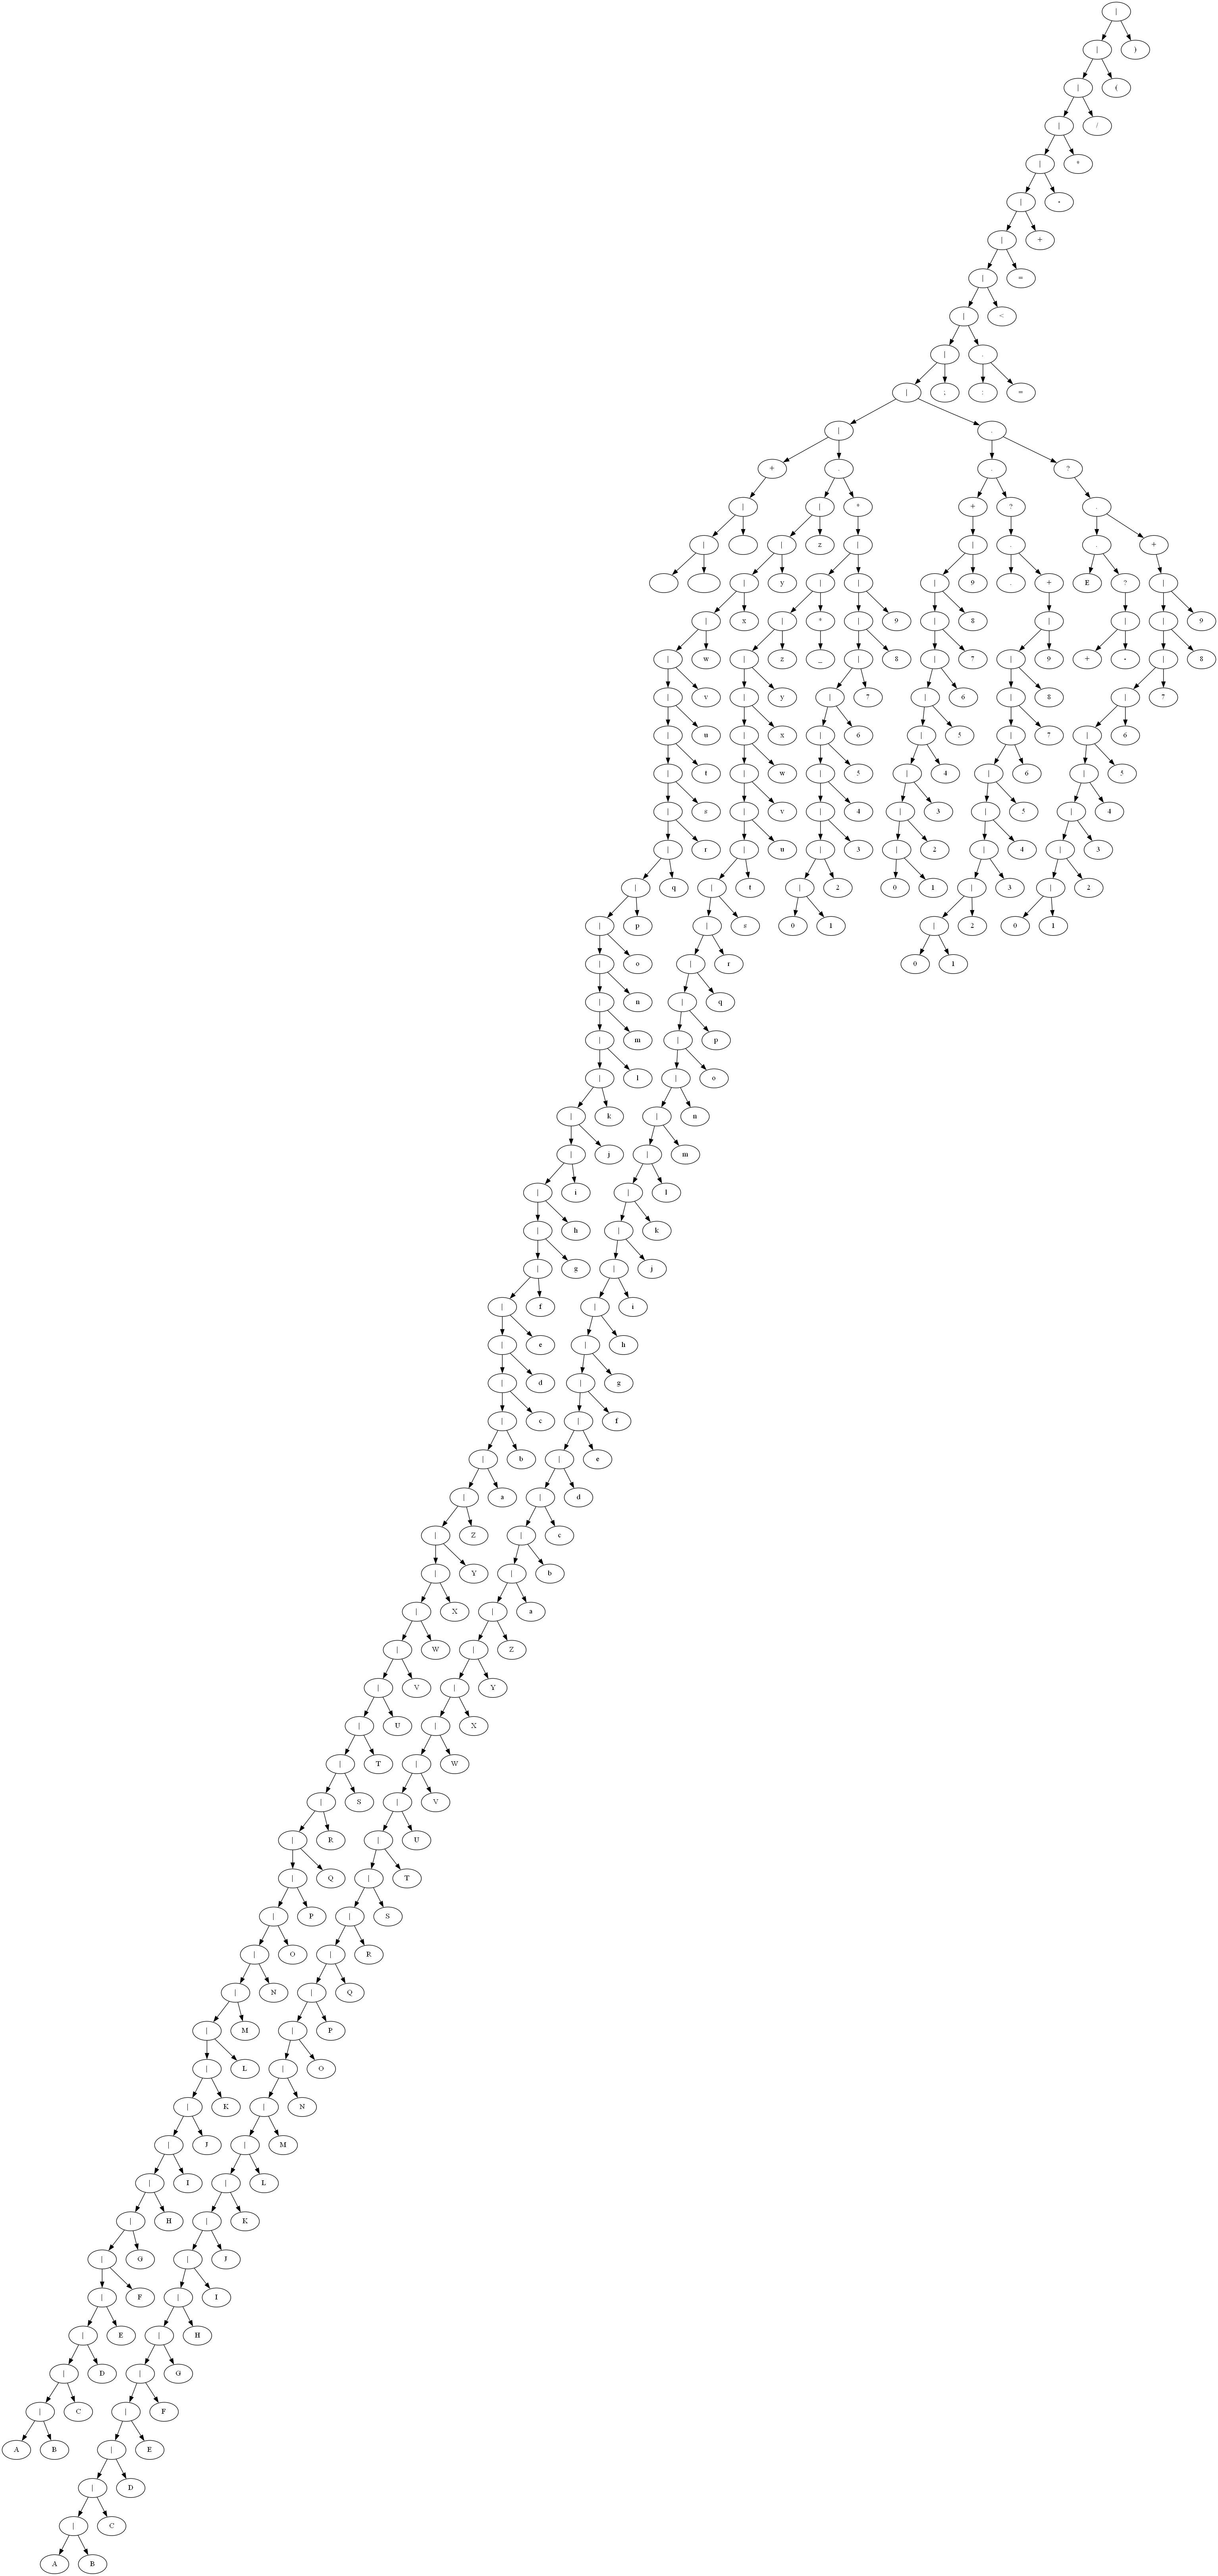 |
| )
| (
| /
| *
| -
| +
| =
| <
| .
| ; : =
| .
+ . . ?
| | * + ? .
| | z | | . . +
| y | | | 9 . + E ? |
| x | * | 9 | 8 | | | 9
| w | z _ | 8 | 7 | 9 + - | 8
| v | y | 7 | 6 | 8 | 7
| u | x | 6 | 5 | 7 | 6
| t | w | 5 | 4 | 6 | 5
| s | v | 4 | 3 | 5 | 4
| r | u | 3 | 2 | 4 | 3
| q | t | 2 0 1 | 3 | 2
| p | s 0 1 | 2 0 1
| o | r 0 1
| n | q
| m | p
| l | o
| k | n
| j | m
| i | l
| h | k
| g | j
| f | i
| e | h
| d | g
| c | f
| b | e
| a | d
| Z | c
| Y | b
| X | a
| W | Z
| V | Y
| U | X
| T | W
| S | V
| R | U
| Q | T
| P | S
| O | R
| N | Q
| M | P
| L | O
| K | N
| J | M
| I | L
| H | K
| G | J
| F | I
| E | H
| D | G
| C | F
A B | E
| D
| C
A B